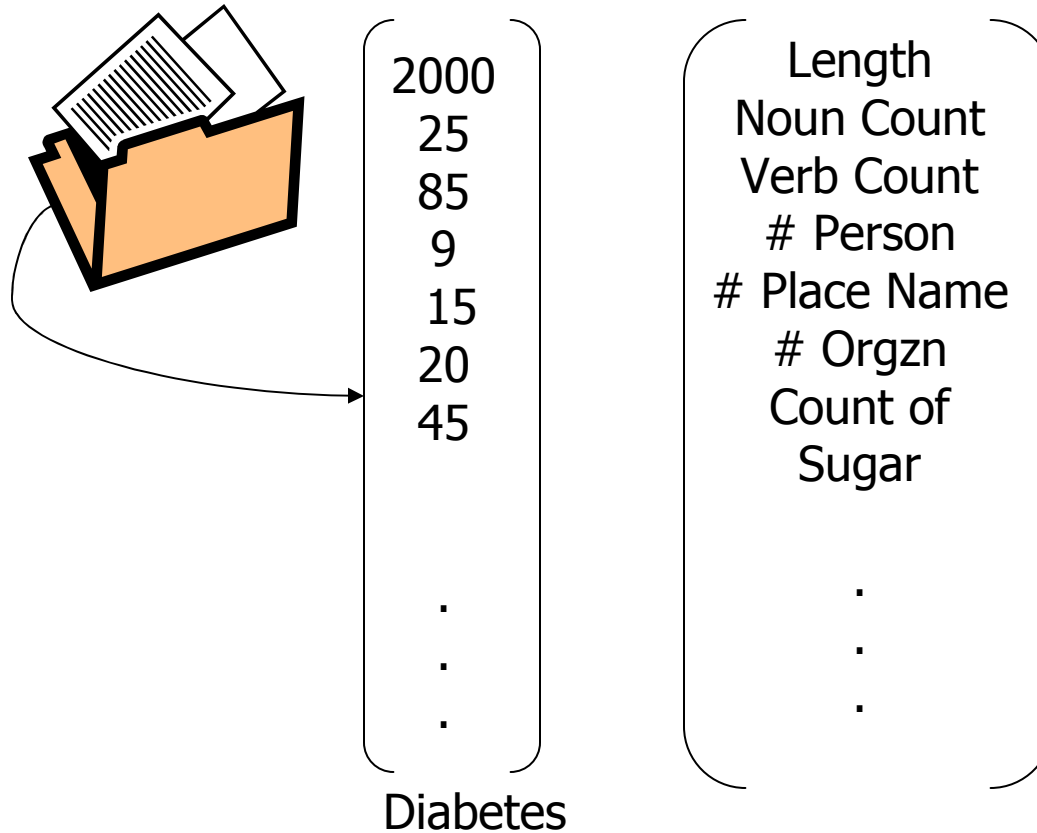 2000
25
85
9
15
20
45
.
.
.
Diabetes
Length
Noun Count
Verb Count
# Person
# Place Name
# Orgzn
Count of
Sugar
.
.
.